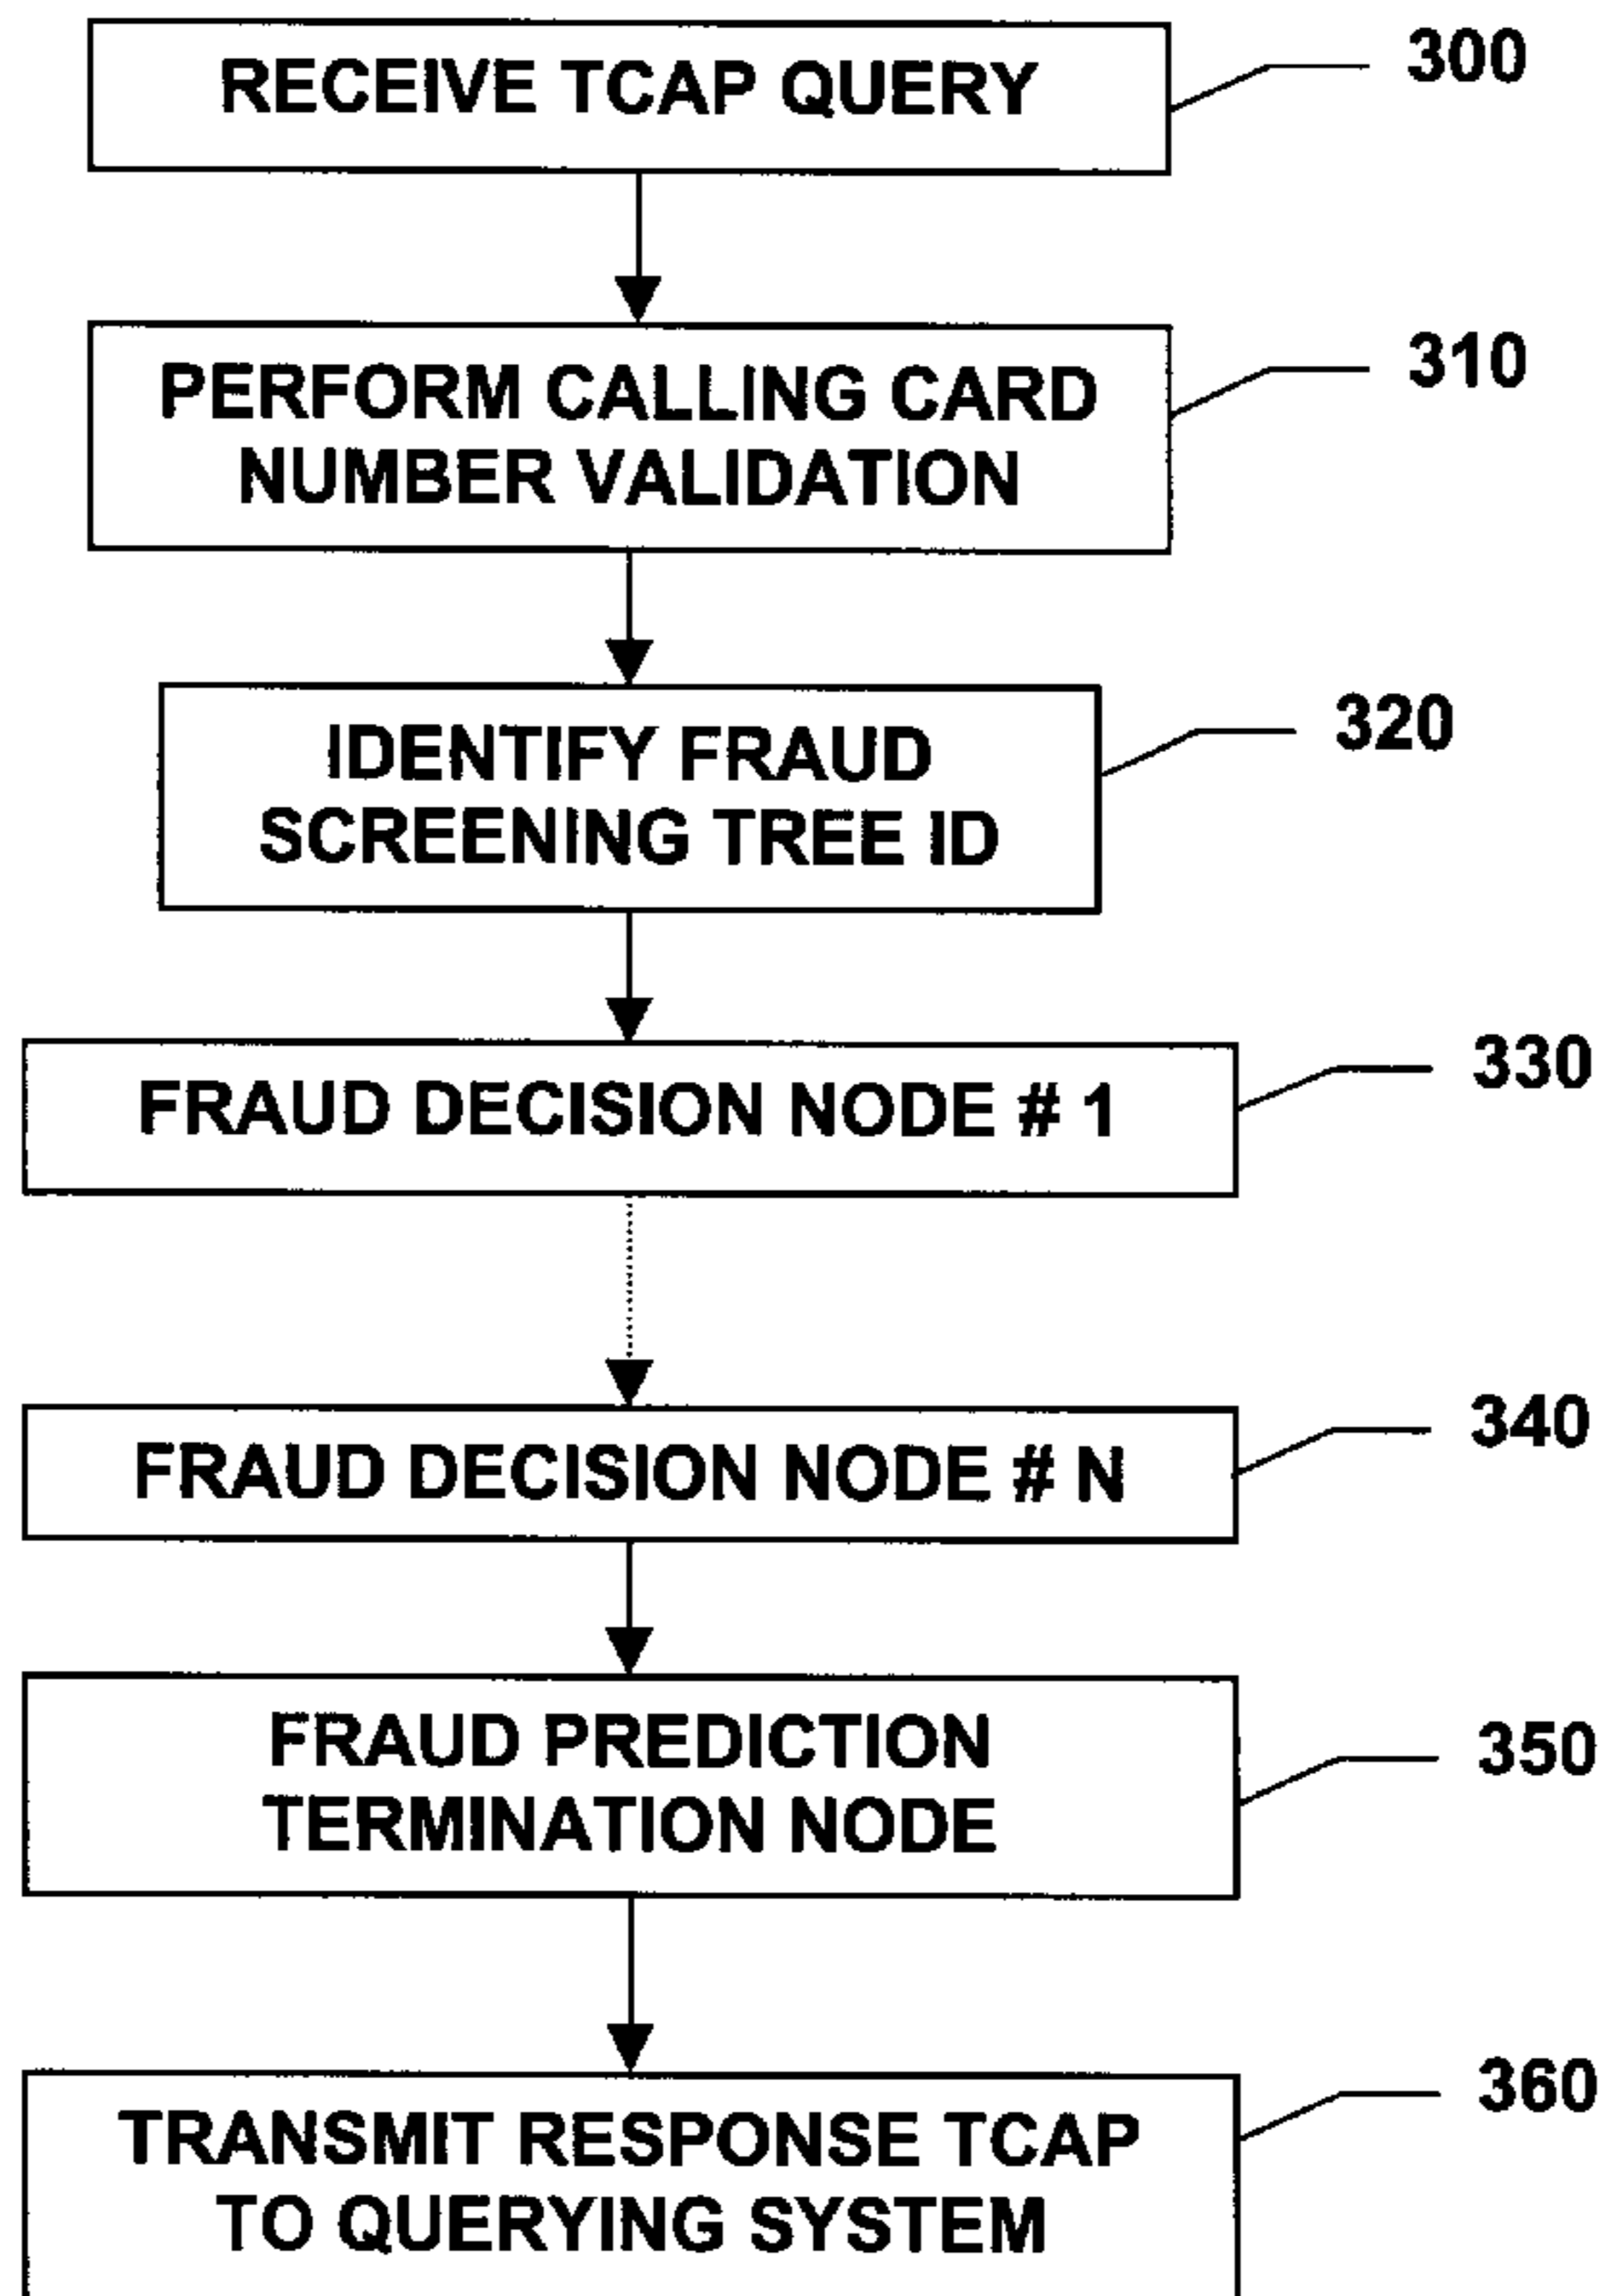 RECEIVE TCAP QUERY
300
PERFORM CALLING CARD
NUMBER VALIDATION
310
IDENTIFY FRAUD
SCREENING TREE ID
320
FRAUD DECISION NODE # 1
330
FRAUD DECISION NODE # N
340
FRAUD PREDICTION
TERMINATION NODE
350
TRANSMIT RESPONSE TCAP
TO QUERYING SYSTEM
360